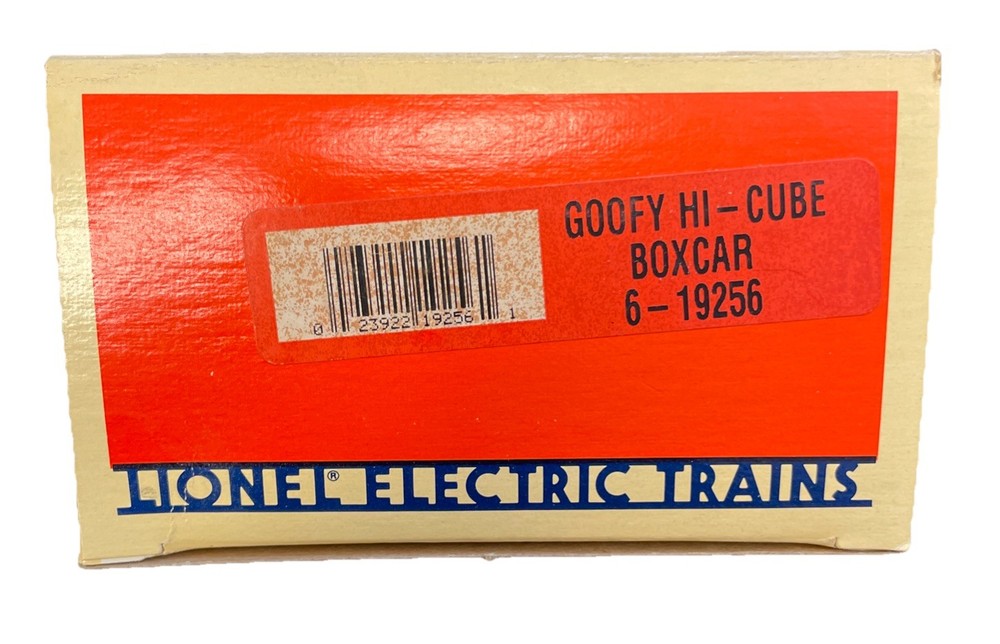 GOOFY HI-CUBE
BOXCAR
6-19256
0 23922 19256 1
LIONEL® ELECTRIC TRAINS